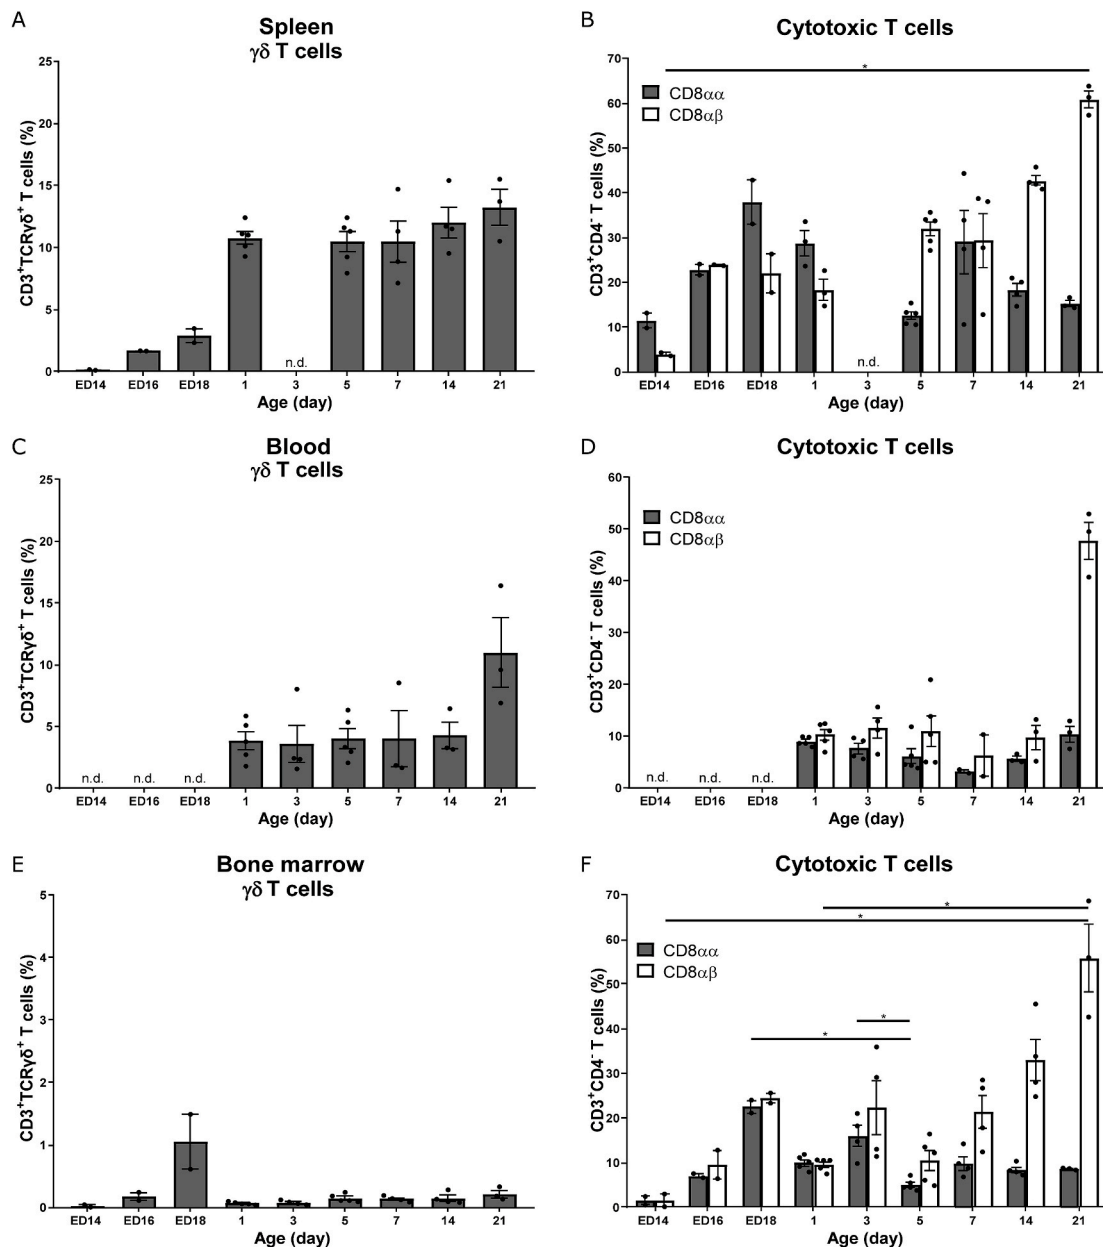 A
Spleen
γδ T cells
CD3+TCRγδ+ T cells (%)
25
20
15
10
5
0
n.d.
ED14 ED16 ED18 1 3 5 7 14 21
Age (day)
B
Cytotoxic T cells
CD3+CD4- T cells (%)
70
60
50
40
30
20
10
0
*
CD8αα
CD8αβ
n.d.
ED14 ED16 ED18 1 3 5 7 14 21
Age (day)
C
Blood
γδ T cells
CD3+TCRγδ+ T cells (%)
25
20
15
10
5
0
n.d. n.d. n.d.
ED14 ED16 ED18 1 3 5 7 14 21
Age (day)
D
Cytotoxic T cells
CD3+CD4- T cells (%)
60
50
40
30
20
10
0
CD8αα
CD8αβ
n.d. n.d. n.d.
ED14 ED16 ED18 1 3 5 7 14 21
Age (day)
E
Bone marrow
γδ T cells
CD3+TCRγδ+ T cells (%)
5
4
3
2
1
0
ED14 ED16 ED18 1 3 5 7 14 21
Age (day)
F
Cytotoxic T cells
CD3+CD4- T cells (%)
70
60
50
40
30
20
10
0
*
*
CD8αα
CD8αβ
*
*
ED14 ED16 ED18 1 3 5 7 14 21
Age (day)